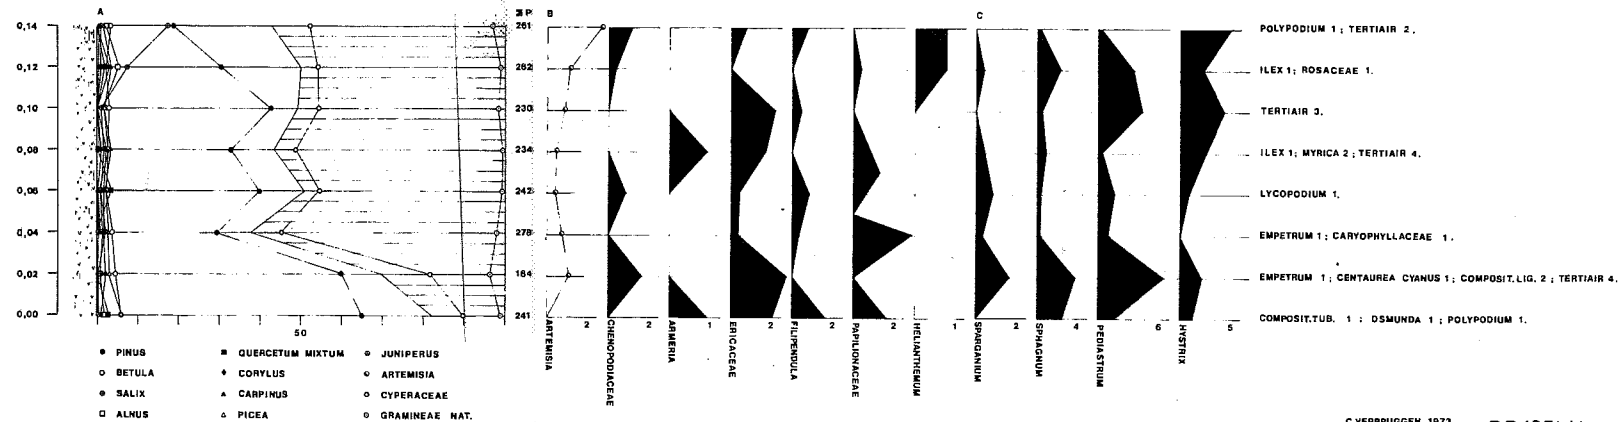 A B C
Σ P
0,14 261 POLYPODIUM 1 ; TERTIAIR 2 .
0,12 282 ILEX 1 ; ROSACEAE 1 .
0,10 230 TERTIAIR 3 .
0,08 234 ILEX 1 ; MYRICA 2 ; TERTIAIR 4 .
0,06 242 LYCOPODIUM 1 .
0,04 278 EMPETRUM 1 ; CARYOPHYLLACEAE 1 .
0,02 184 EMPETRUM 1 ; CENTAUREA CYANUS 1 ; COMPOSIT. LIG. 2 ; TERTIAIR 4 .
0,00 241 COMPOSIT. TUB. 1 ; OSMUNDA 1 ; POLYPODIUM 1 .
50 2 2 1 2 2 2 1 2 4 6 5
ARTEMISIA
CHENOPODIACEAE
ARMERIA
ERICACEAE
FILIPENDULA
PAPILIONACEAE
HELIANTHEMUM
SPARGANIUM
SPHAGNUM
PEDIASTRUM
HYSTRIX
PINUS QUERCETUM MIXTUM JUNIPERUS
BETULA CORYLUS ARTEMISIA
SALIX CARPINUS CYPERACEAE
ALNUS PICEA GRAMINEAE NAT.
C. VERBRUGGEN 1973